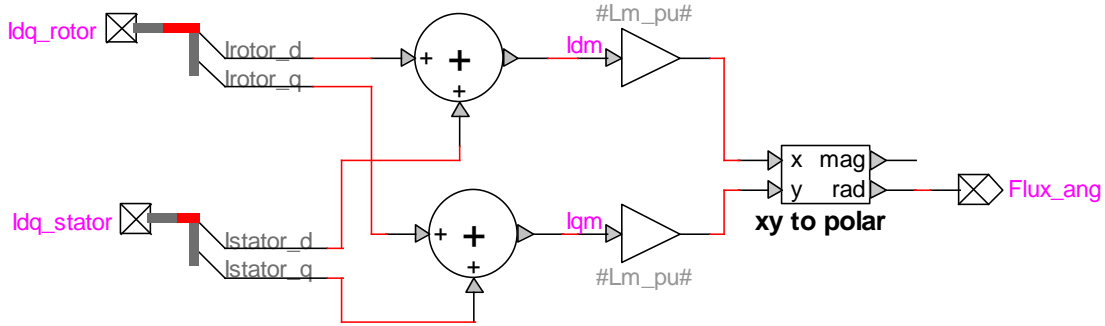 #Lm_pu#
Idq_rotor
Irotor_d
Idm
+
+
+
Irotor_q
x mag
y rad
Flux_ang
xy to polar
Idq_stator
Istator_d
Iqm
+
+
+
Istator_q
#Lm_pu#